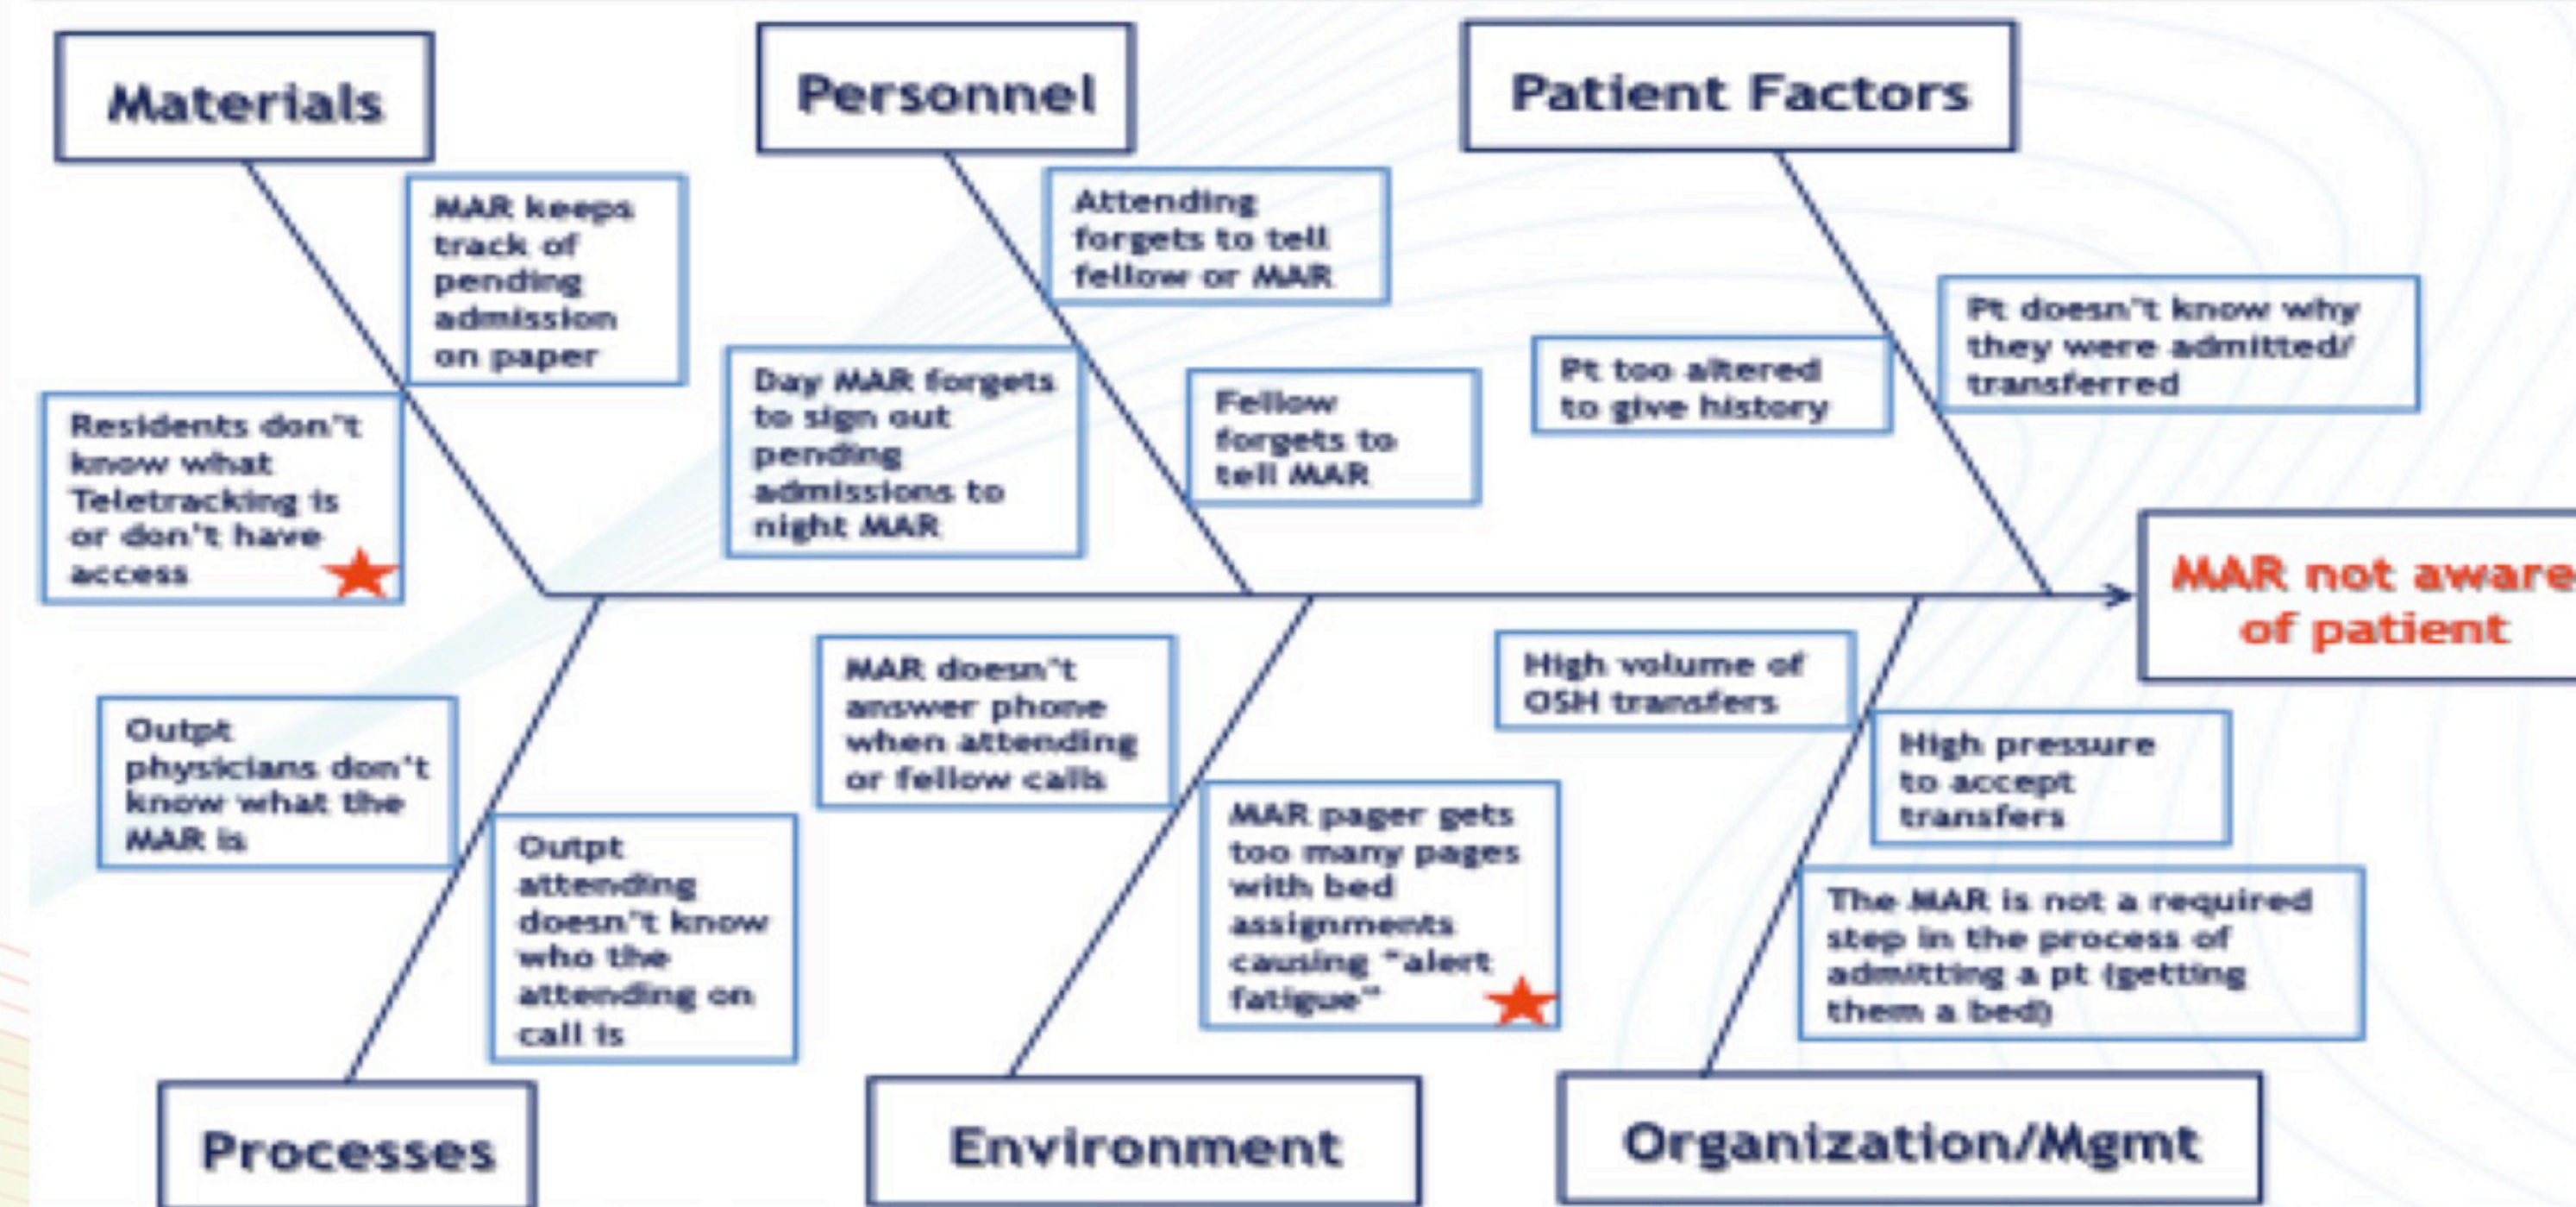 Materials
Personnel
Patient Factors
MAR keeps
track of
pending
admission
on paper
Residents don't
know what
Teletracking is
or don't have
access
Attending
forgets to tell
fellow or MAR
Day MAR forgets
to sign out
pending
admissions to
night MAR
Fellow
forgets to
tell MAR
Pt too altered
to give history
Pt doesn't know why
they were admitted/
transferred
MAR not aware
of patient
Outpt
physicians don't
know what the
MAR is
Outpt
attending
doesn't know
who the
attending on
call is
MAR doesn't
answer phone
when attending
or fellow calls
MAR pager gets
too many pages
with bed
assignments
causing "alert
fatigue"
High volume of
OSH transfers
High pressure
to accept
transfers
The MAR is not a required
step in the process of
admitting a pt (getting
them a bed)
Processes
Environment
Organization/Mgmt